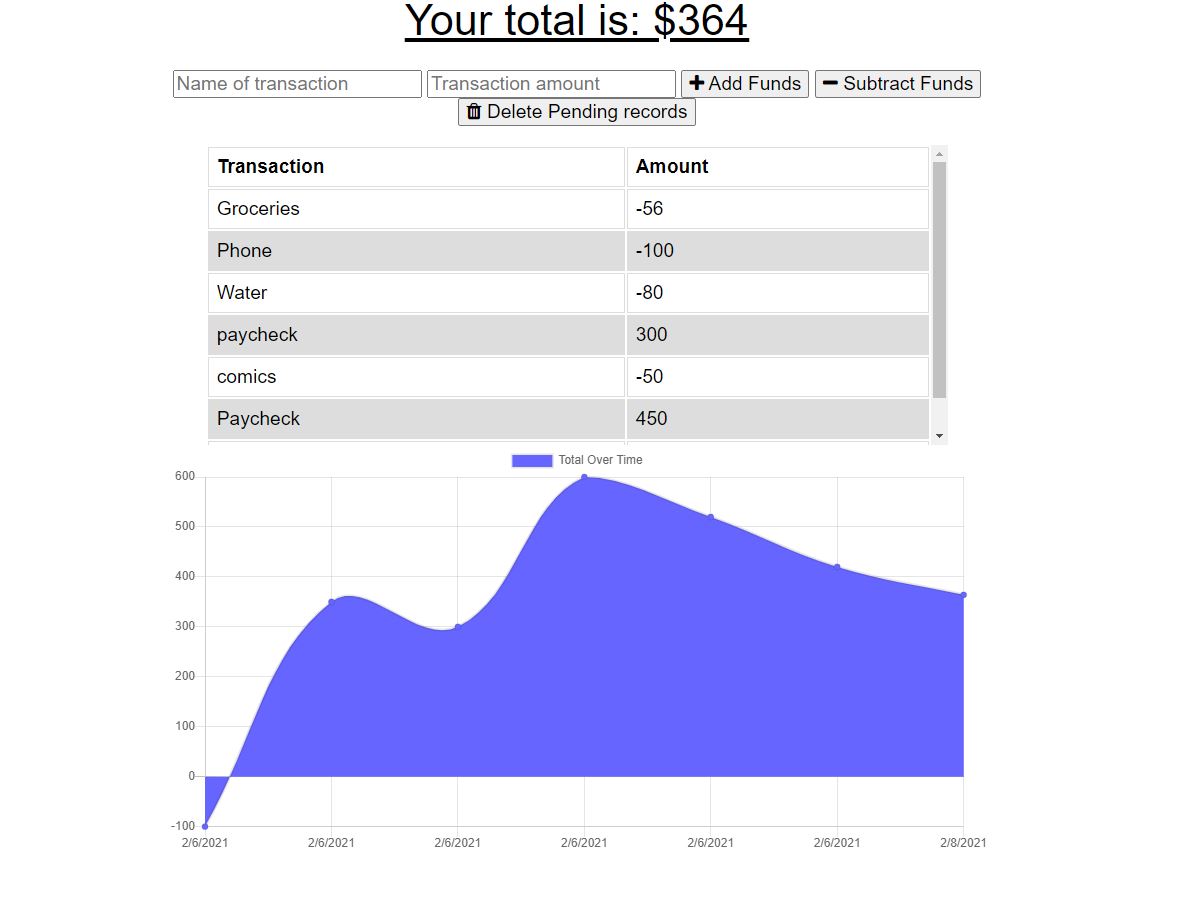 Your total is: $364
Name of transaction Transaction amount Add Funds Subtract Funds
Delete Pending records
Transaction Amount
Groceries -56
Phone -100
Water -80
paycheck 300
comics -50
Paycheck 450
Total Over Time
600
500
400
300
200
100
0
-100
2/6/2021 2/6/2021 2/6/2021 2/6/2021 2/6/2021 2/6/2021 2/8/2021